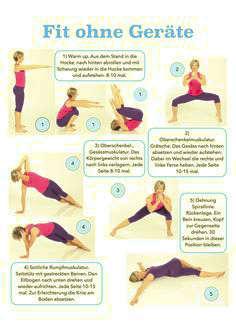 Fit ohne Geräte
1) Warm up. Aus dem Stand in die
Hocke, nach hinten abrollen und mit
Schwung wieder in die Hocke kommen
und aufstehen. 8-10 mal.
1
2
1
1
2)
Oberschenkelmuskulatur.
Grätsche. Das Gesäss nach hinten
absetzen und wieder aufstehen.
Dabei im Wechsel die rechte und
linke Ferse heben. Jede Seite
10-15 mal.
3) Oberschenkel-,
Gesässmuskulatur. Das
Körpergewicht von rechts
nach links verlagern. Jede
Seite 8-10 mal.
3
4
4
5) Dehnung
Spirallinie.
Rückenlage. Ein
Bein kreuzen, Kopf
zur Gegenseite
drehen, 30
Sekunden in dieser
Position bleiben.
4) Seitliche Rumpfmuskulatur.
Seitstütz mit gestreckten Beinen. Den
Ellbogen nach unten drehen und
wieder aufrichten. Jede Seite 10-15
mal. Zur Erleichterung die Knie am
Boden absetzen.
5